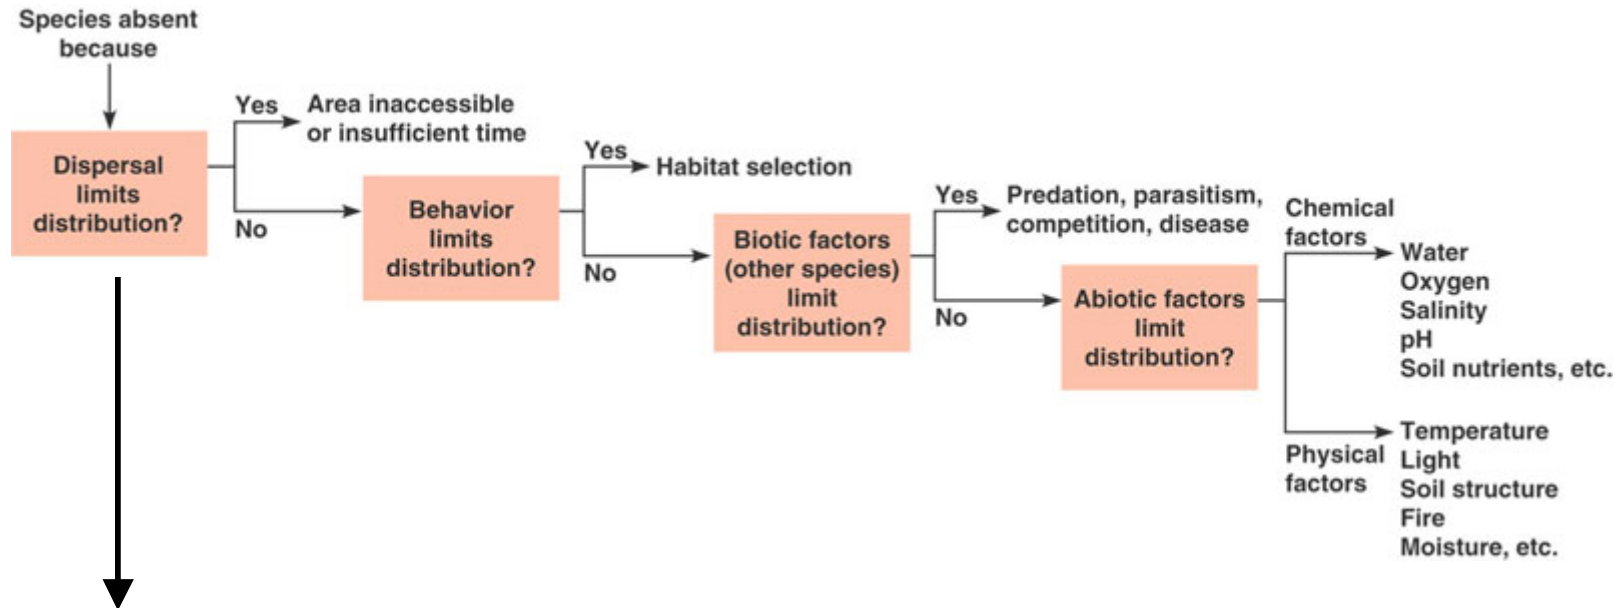 Species absent
because
Dispersal
limits
distribution?
Yes
Area inaccessible
or insufficient time
No
Behavior
limits
distribution?
Yes
Habitat selection
No
Biotic factors
(other species)
limit
distribution?
Yes
Predation, parasitism,
competition, disease
No
Abiotic factors
limit
distribution?
Chemical
factors
Water
Oxygen
Salinity
pH
Soil nutrients, etc.
Physical
factors
Temperature
Light
Soil structure
Fire
Moisture, etc.